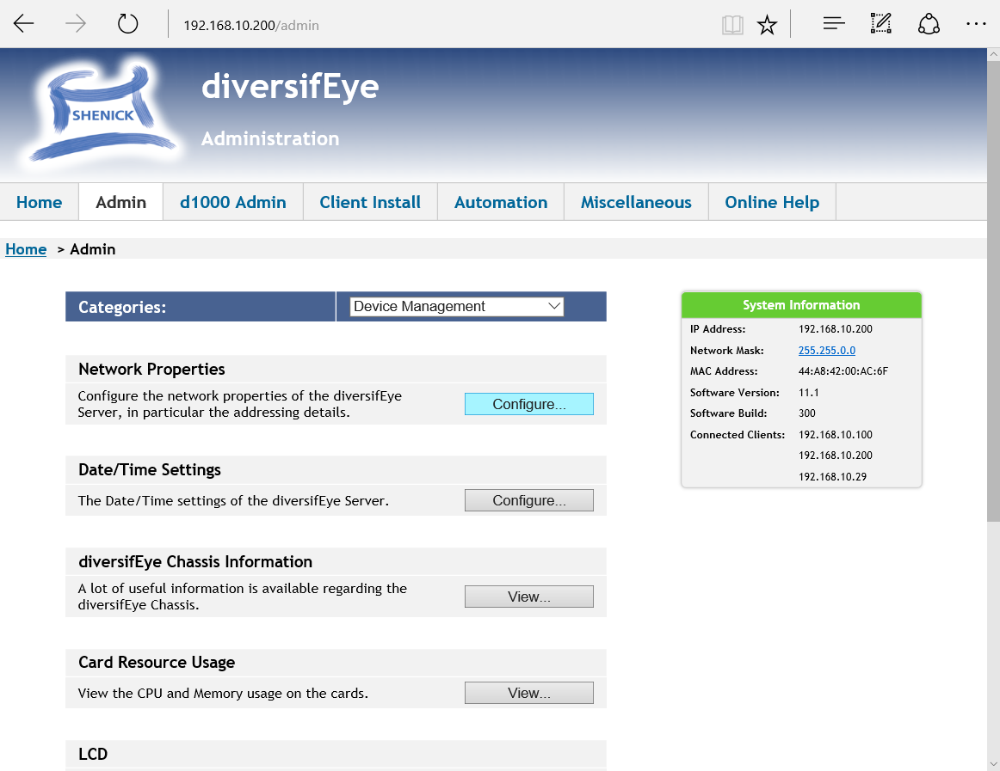 192.168.10.200/admin
SHENICK
diversifEye
Administration
Home Admin d1000 Admin Client Install Automation Miscellaneous Online Help
Home > Admin
Categories: Device Management
Network Properties
Configure the network properties of the diversifEye
Server, in particular the addressing details.
Configure...
Date/Time Settings
The Date/Time settings of the diversifEye Server.
Configure...
diversifEye Chassis Information
A lot of useful information is available regarding the
diversifEye Chassis.
View...
Card Resource Usage
View the CPU and Memory usage on the cards.
View...
LCD
System Information
IP Address: 192.168.10.200
Network Mask: 255.255.0.0
MAC Address: 44:A8:42:00:AC:6F
Software Version: 11.1
Software Build: 300
Connected Clients: 192.168.10.100
192.168.10.200
192.168.10.29